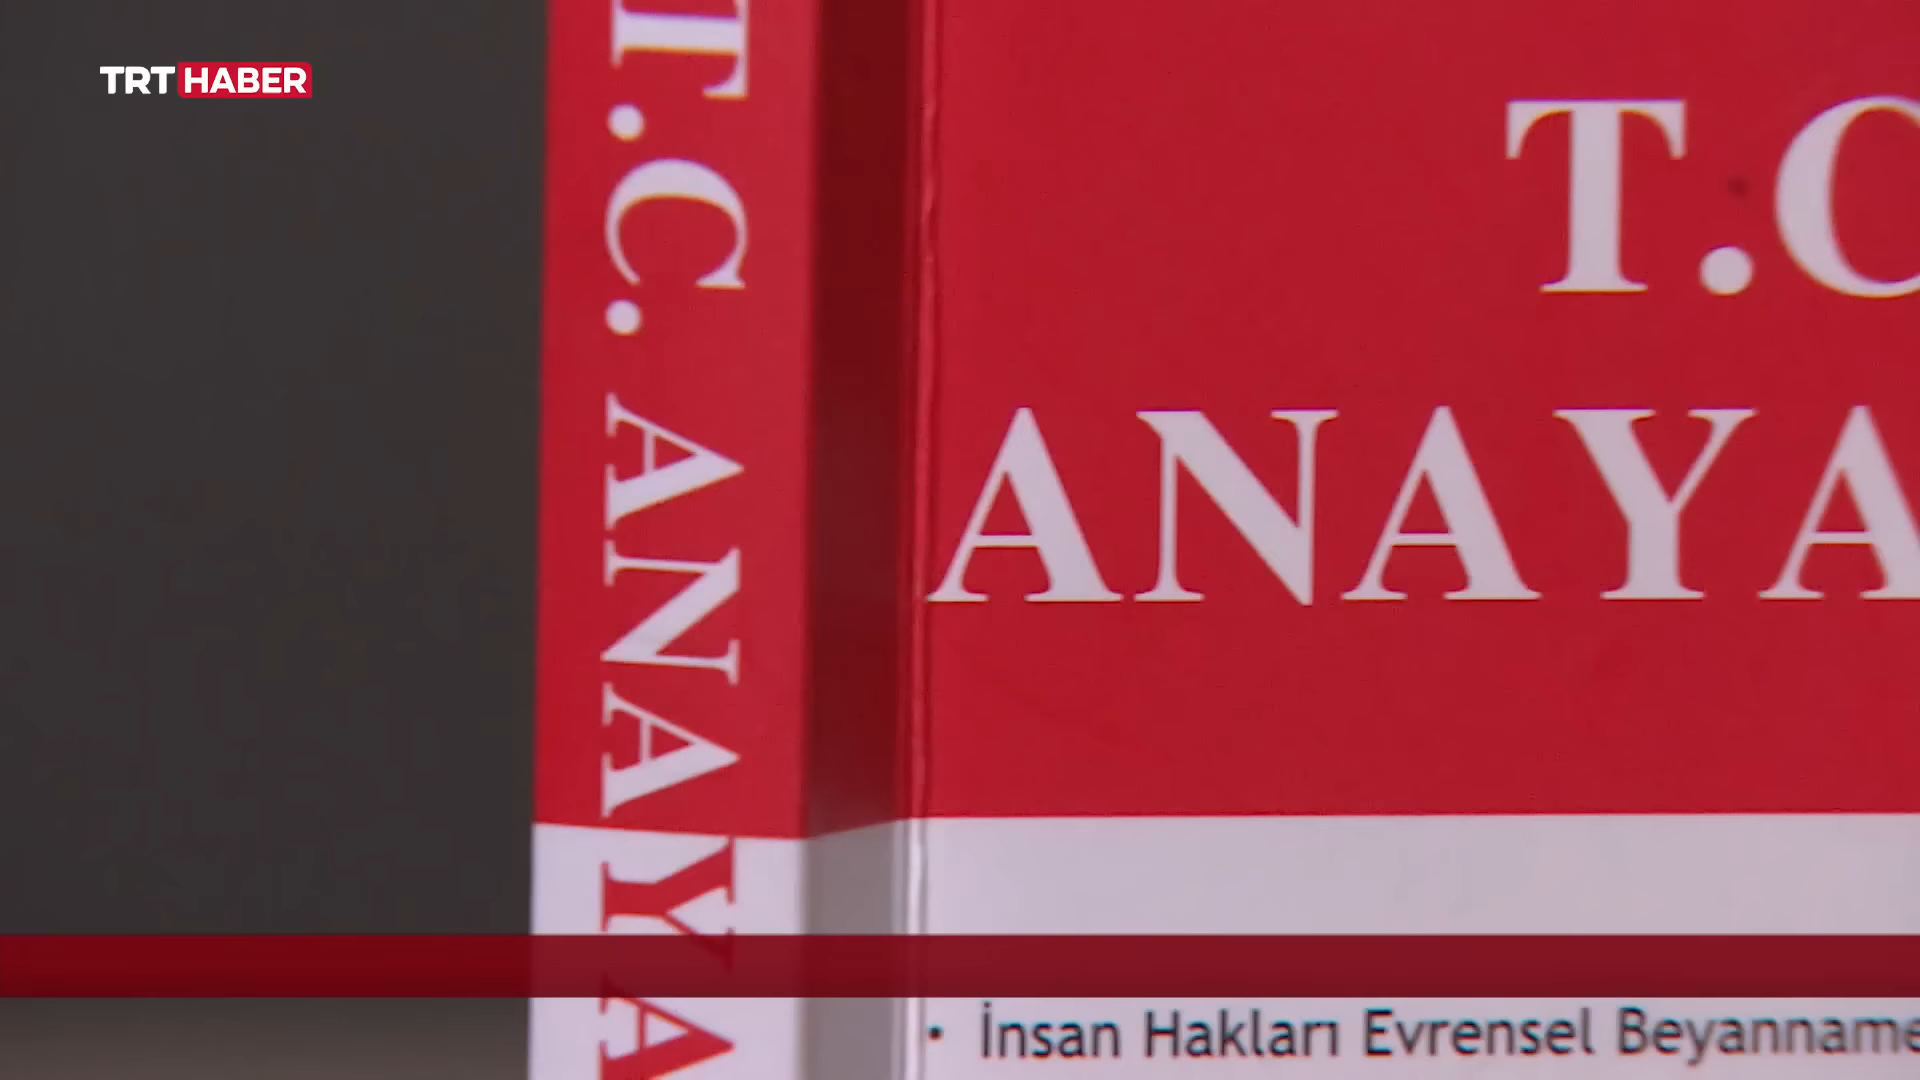 TRT HABER
T.C. ANAYA
T.C
ANAYA
• İnsan Hakları Evrensel Beyanname